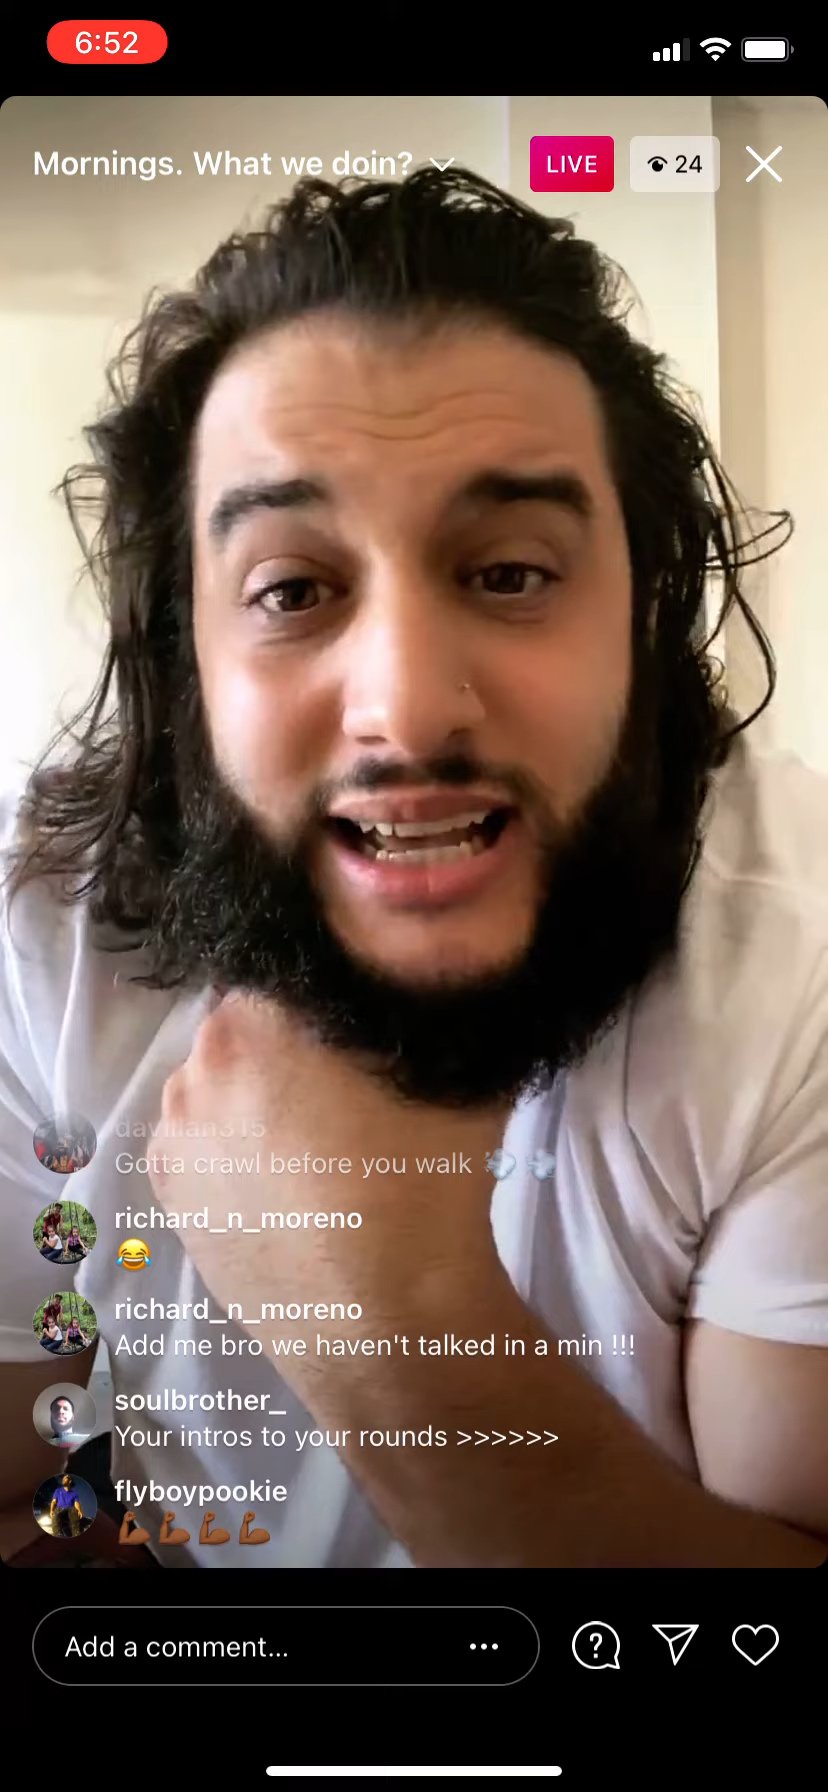 6:52
Mornings. What we doin?
LIVE
24
davillan315
Gotta crawl before you walk 💨 💨
richard_n_moreno
😂
richard_n_moreno
Add me bro we haven't talked in a min !!!
soulbrother_
Your intros to your rounds >>>>>>
flyboypookie
💪🏾💪🏾💪🏾💪🏾
Add a comment...